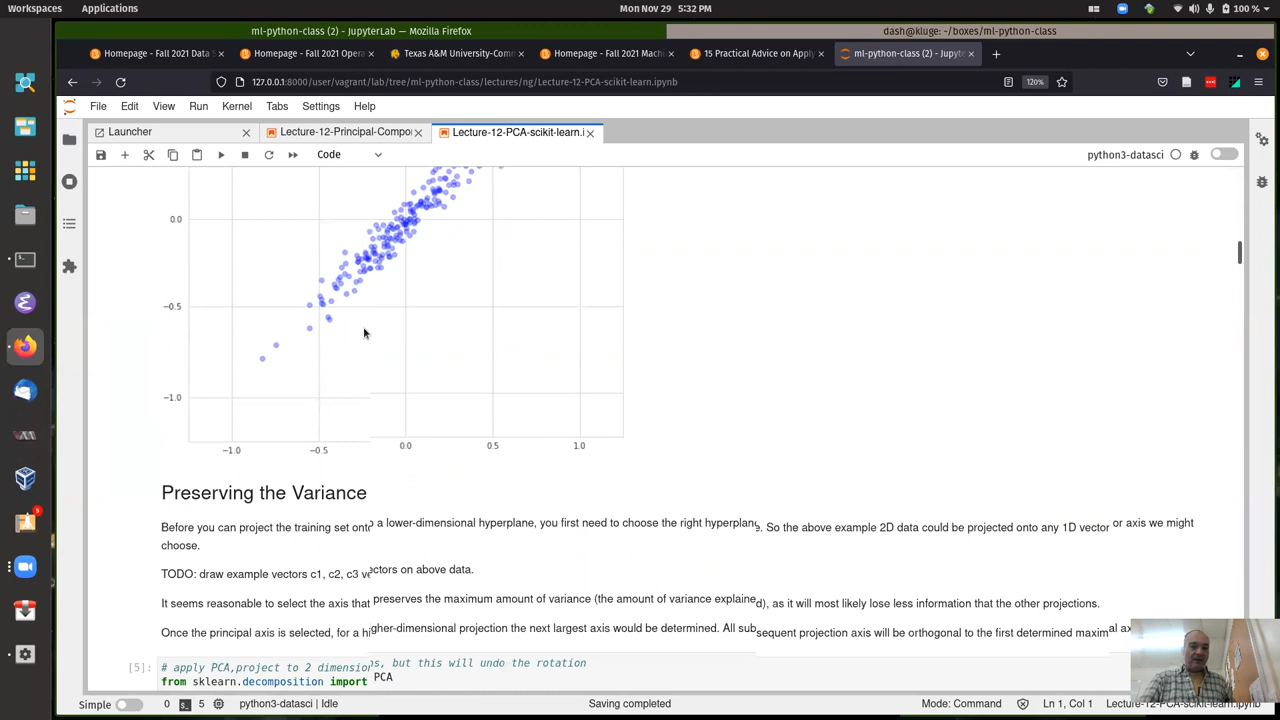 Workspaces Applications Mon Nov 29 5:32 PM 100 %
ml-python-class (2) - JupyterLab — Mozilla Firefox dash@kluge: ~/boxes/ml-python-class
Homepage - Fall 2021 Data S Homepage - Fall 2021 Opera Texas A&M University-Comm Homepage - Fall 2021 Machi 15 Practical Advice on Apply ml-python-class (2) - Jupyte
127.0.0.1:8000/user/vagrant/lab/tree/ml-python-class/lectures/ng/Lecture-12-PCA-scikit-learn.ipynb 120%
File Edit View Run Kernel Tabs Settings Help
Launcher Lecture-12-Principal-Compo Lecture-12-PCA-scikit-learn.i
Code python3-datasci
0.0
−0.5
−1.0
−1.0 −0.5 0.0 0.5 1.0
Preserving the Variance
Before you can project the training set onto a lower-dimensional hyperplane, you first need to choose the right hyperplane. So the above example 2D data could be projected onto any 1D vector or axis we might
choose.
TODO: draw example vectors c1, c2, c3 vectors on above data.
It seems reasonable to select the axis that preserves the maximum amount of variance (the amount of variance explained), as it will most likely lose less information that the other projections.
Once the principal axis is selected, for a higher-dimensional projection the next largest axis would be determined. All subsequent projection axis will be orthogonal to the first determined maximal ax
[5]: # apply PCA,project to 2 dimensions, but this will undo the rotation
from sklearn.decomposition import PCA
Simple 0 5 python3-datasci | Idle Saving completed Mode: Command Ln 1, Col 1 Lecture-12-PCA-scikit-learn.ipynb